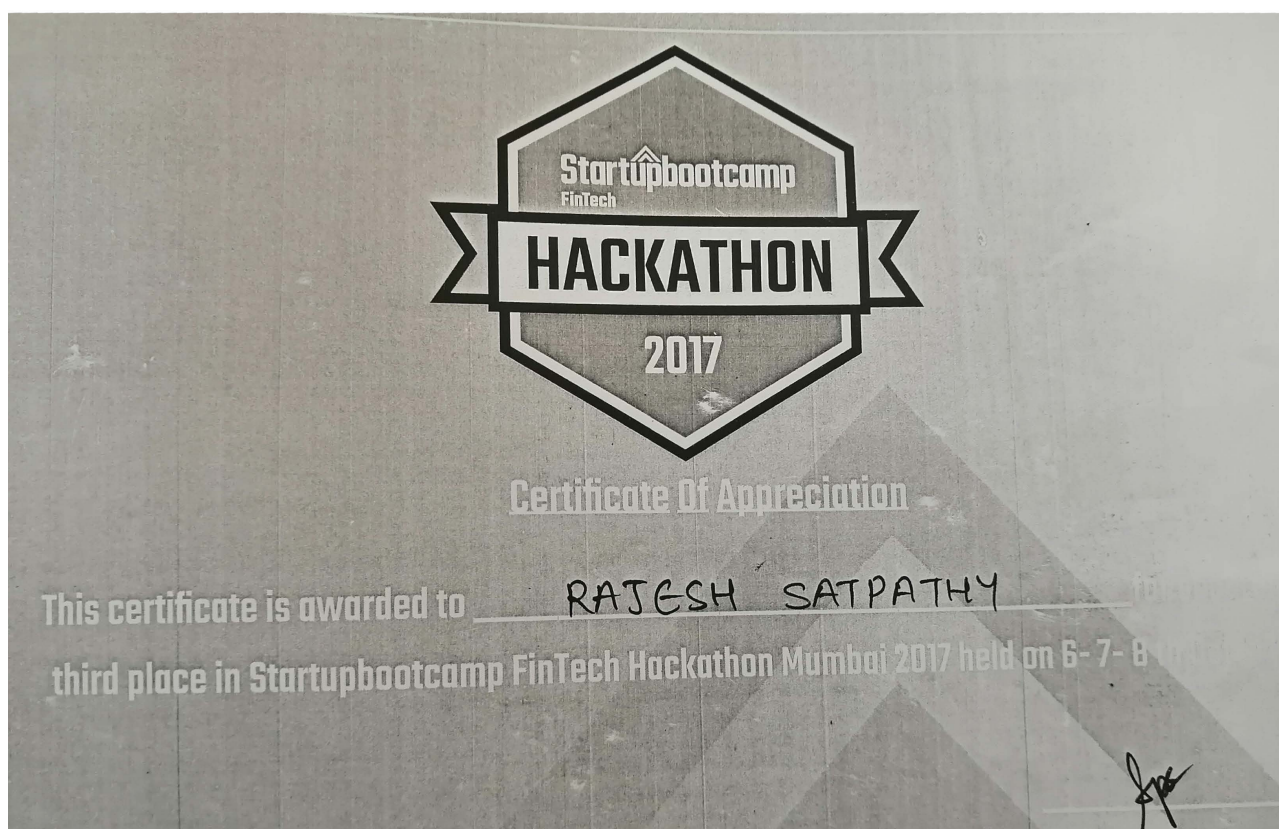 Startupbootcamp
FinTech
HACKATHON
2017
Certificate Of Appreciation
This certificate is awarded to RAJESH SATPATHY
third place in Startupbootcamp FinTech Hackathon Mumbai 2017 held on 6- 7- 8